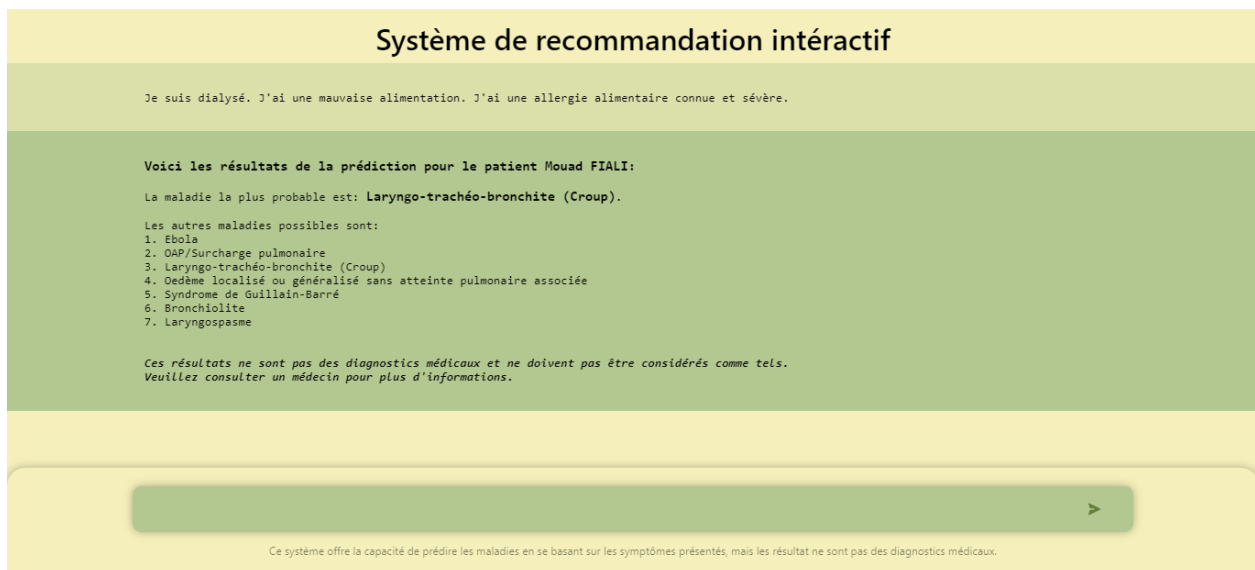 Système de recommandation intéractif
Je suis dialysé. J'ai une mauvaise alimentation. J'ai une allergie alimentaire connue et sévère.
Voici les résultats de la prédiction pour le patient Mouad FIALI:
La maladie la plus probable est: Laryngo-trachéo-bronchite (Croup).
Les autres maladies possibles sont:
1. Ebola
2. OAP/Surcharge pulmonaire
3. Laryngo-trachéo-bronchite (Croup)
4. Oedème localisé ou généralisé sans atteinte pulmonaire associée
5. Syndrome de Guillain-Barré
6. Bronchiolite
7. Laryngospasme
Ces résultats ne sont pas des diagnostics médicaux et ne doivent pas être considérés comme tels.
Veuillez consulter un médecin pour plus d'informations.
Ce système offre la capacité de prédire les maladies en se basant sur les symptômes présentés, mais les résultat ne sont pas des diagnostics médicaux.